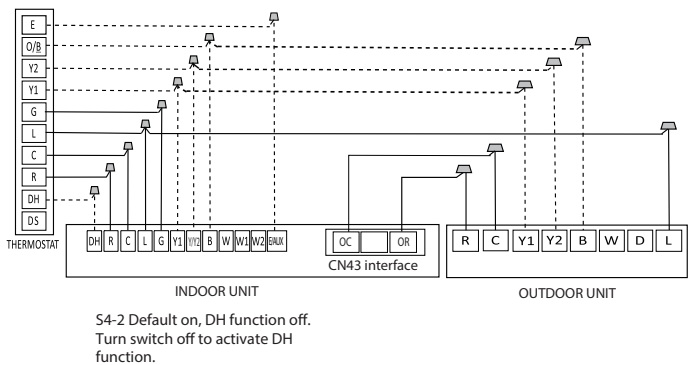 E
O/B
Y2
Y1
G
L
C
R
DH
DS
THERMOSTAT
DH R C L G Y1 Y/Y2 B W W1 W2 E/AUX
OC OR
CN43 interface
INDOOR UNIT
R C Y1 Y2 B W D L
OUTDOOR UNIT
S4-2 Default on, DH function off.
Turn switch off to activate DH
function.